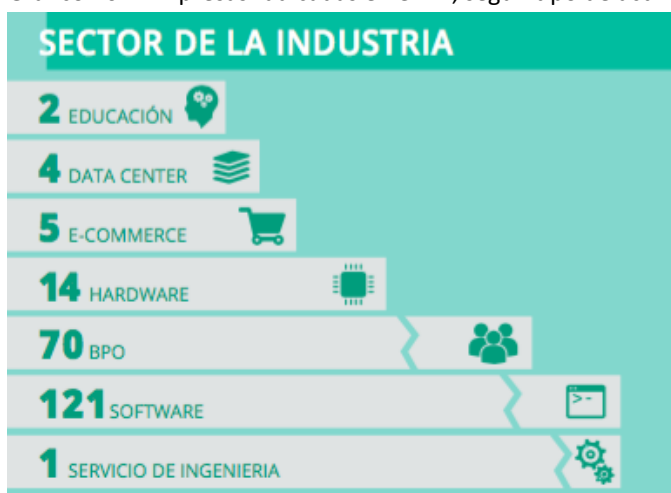 SECTOR DE LA INDUSTRIA
2 EDUCACIÓN
4 DATA CENTER
5 E-COMMERCE
14 HARDWARE
70 BPO
121 SOFTWARE
1 SERVICIO DE INGENIERIA